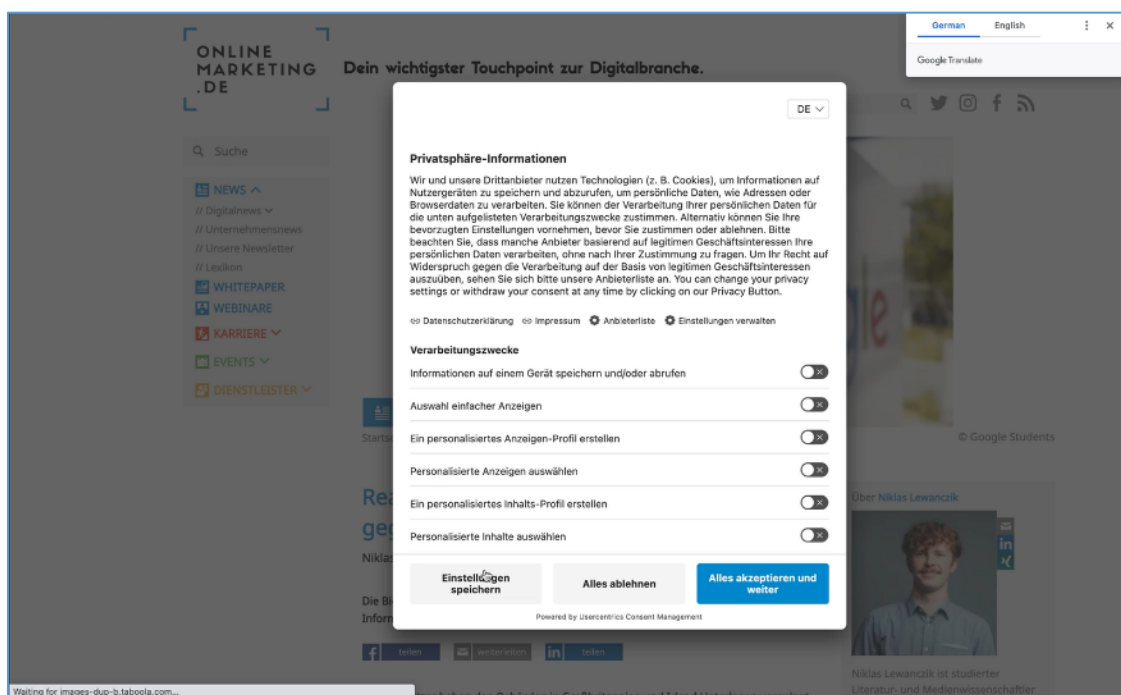 German English
Google Translate
ONLINE
MARKETING
.DE
Dein wichtigster Touchpoint zur Digitalbranche.
Suche
NEWS
// Digitalnews
// Unternehmensnews
// Unsere Newsletter
// Lexikon
WHITEPAPER
WEBINARE
KARRIERE
EVENTS
DIENSTLEISTER
DE
Privatsphäre-Informationen
Wir und unsere Drittanbieter nutzen Technologien (z. B. Cookies), um Informationen auf
Nutzergeräten zu speichern und abzurufen, um persönliche Daten, wie Adressen oder
Browserdaten zu verarbeiten. Sie können der Verarbeitung Ihrer persönlichen Daten für
die unten aufgelisteten Verarbeitungszwecke zustimmen. Alternativ können Sie Ihre
bevorzugten Einstellungen vornehmen, bevor Sie zustimmen oder ablehnen. Bitte
beachten Sie, dass manche Anbieter basierend auf legitimen Geschäftsinteressen Ihre
persönlichen Daten verarbeiten, ohne nach Ihrer Zustimmung zu fragen. Um Ihr Recht auf
Widerspruch gegen die Verarbeitung auf der Basis von legitimen Geschäftsinteressen
auszuüben, sehen Sie sich bitte unsere Anbieterliste an. You can change your privacy
settings or withdraw your consent at any time by clicking on our Privacy Button.
Datenschutzerklärung Impressum Anbieterliste Einstellungen verwalten
Verarbeitungszwecke
Informationen auf einem Gerät speichern und/oder abrufen
Auswahl einfacher Anzeigen
Ein personalisiertes Anzeigen-Profil erstellen
Personalisierte Anzeigen auswählen
Ein personalisiertes Inhalts-Profil erstellen
Personalisierte Inhalte auswählen
Einstellungen
speichern
Alles ablehnen
Alles akzeptieren und
weiter
Powered by Usercentrics Consent Management
Starts
© Google Students
Rea
geg
Niklas
Die Bi
Inform
teilen weiterleiten teilen
Über Niklas Lewanczik
Niklas Lewanczik ist studierter
Literatur- und Medienwissenschaftler
Waiting for images-dup-b.taboola.com...